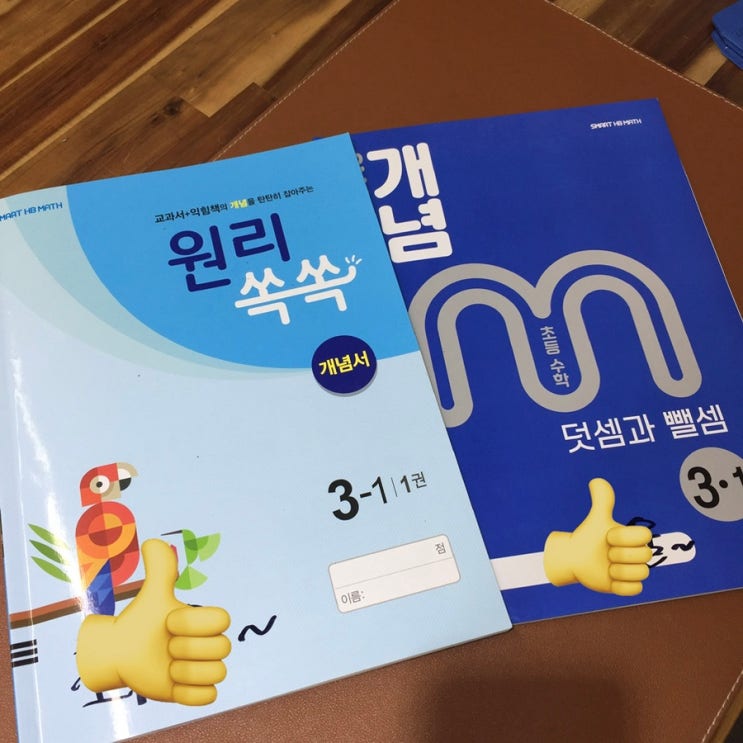 SMART HB MATH
교과서+익힘책의 개념을 탄탄히 잡아주는
원리
쏙쏙
개념서
3-1 | 1권
점
이름:
SMART HB MATH
개념
초등 수학
덧셈과 뺄셈
3·1